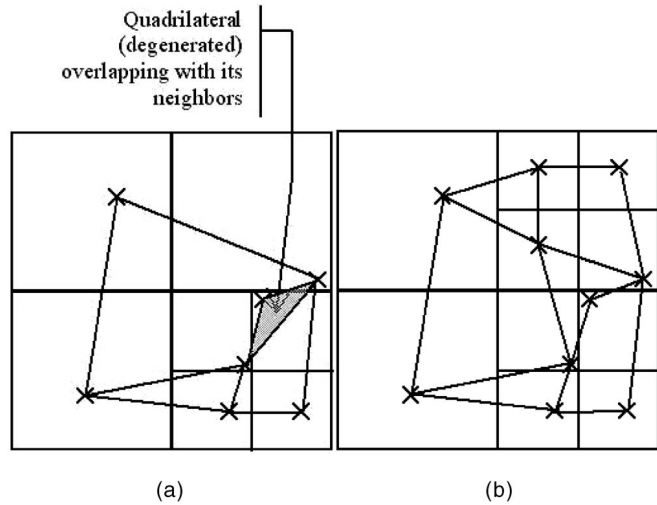 Quadrilateral
(degenerated)
overlapping with its
neighbors
(a)
(b)